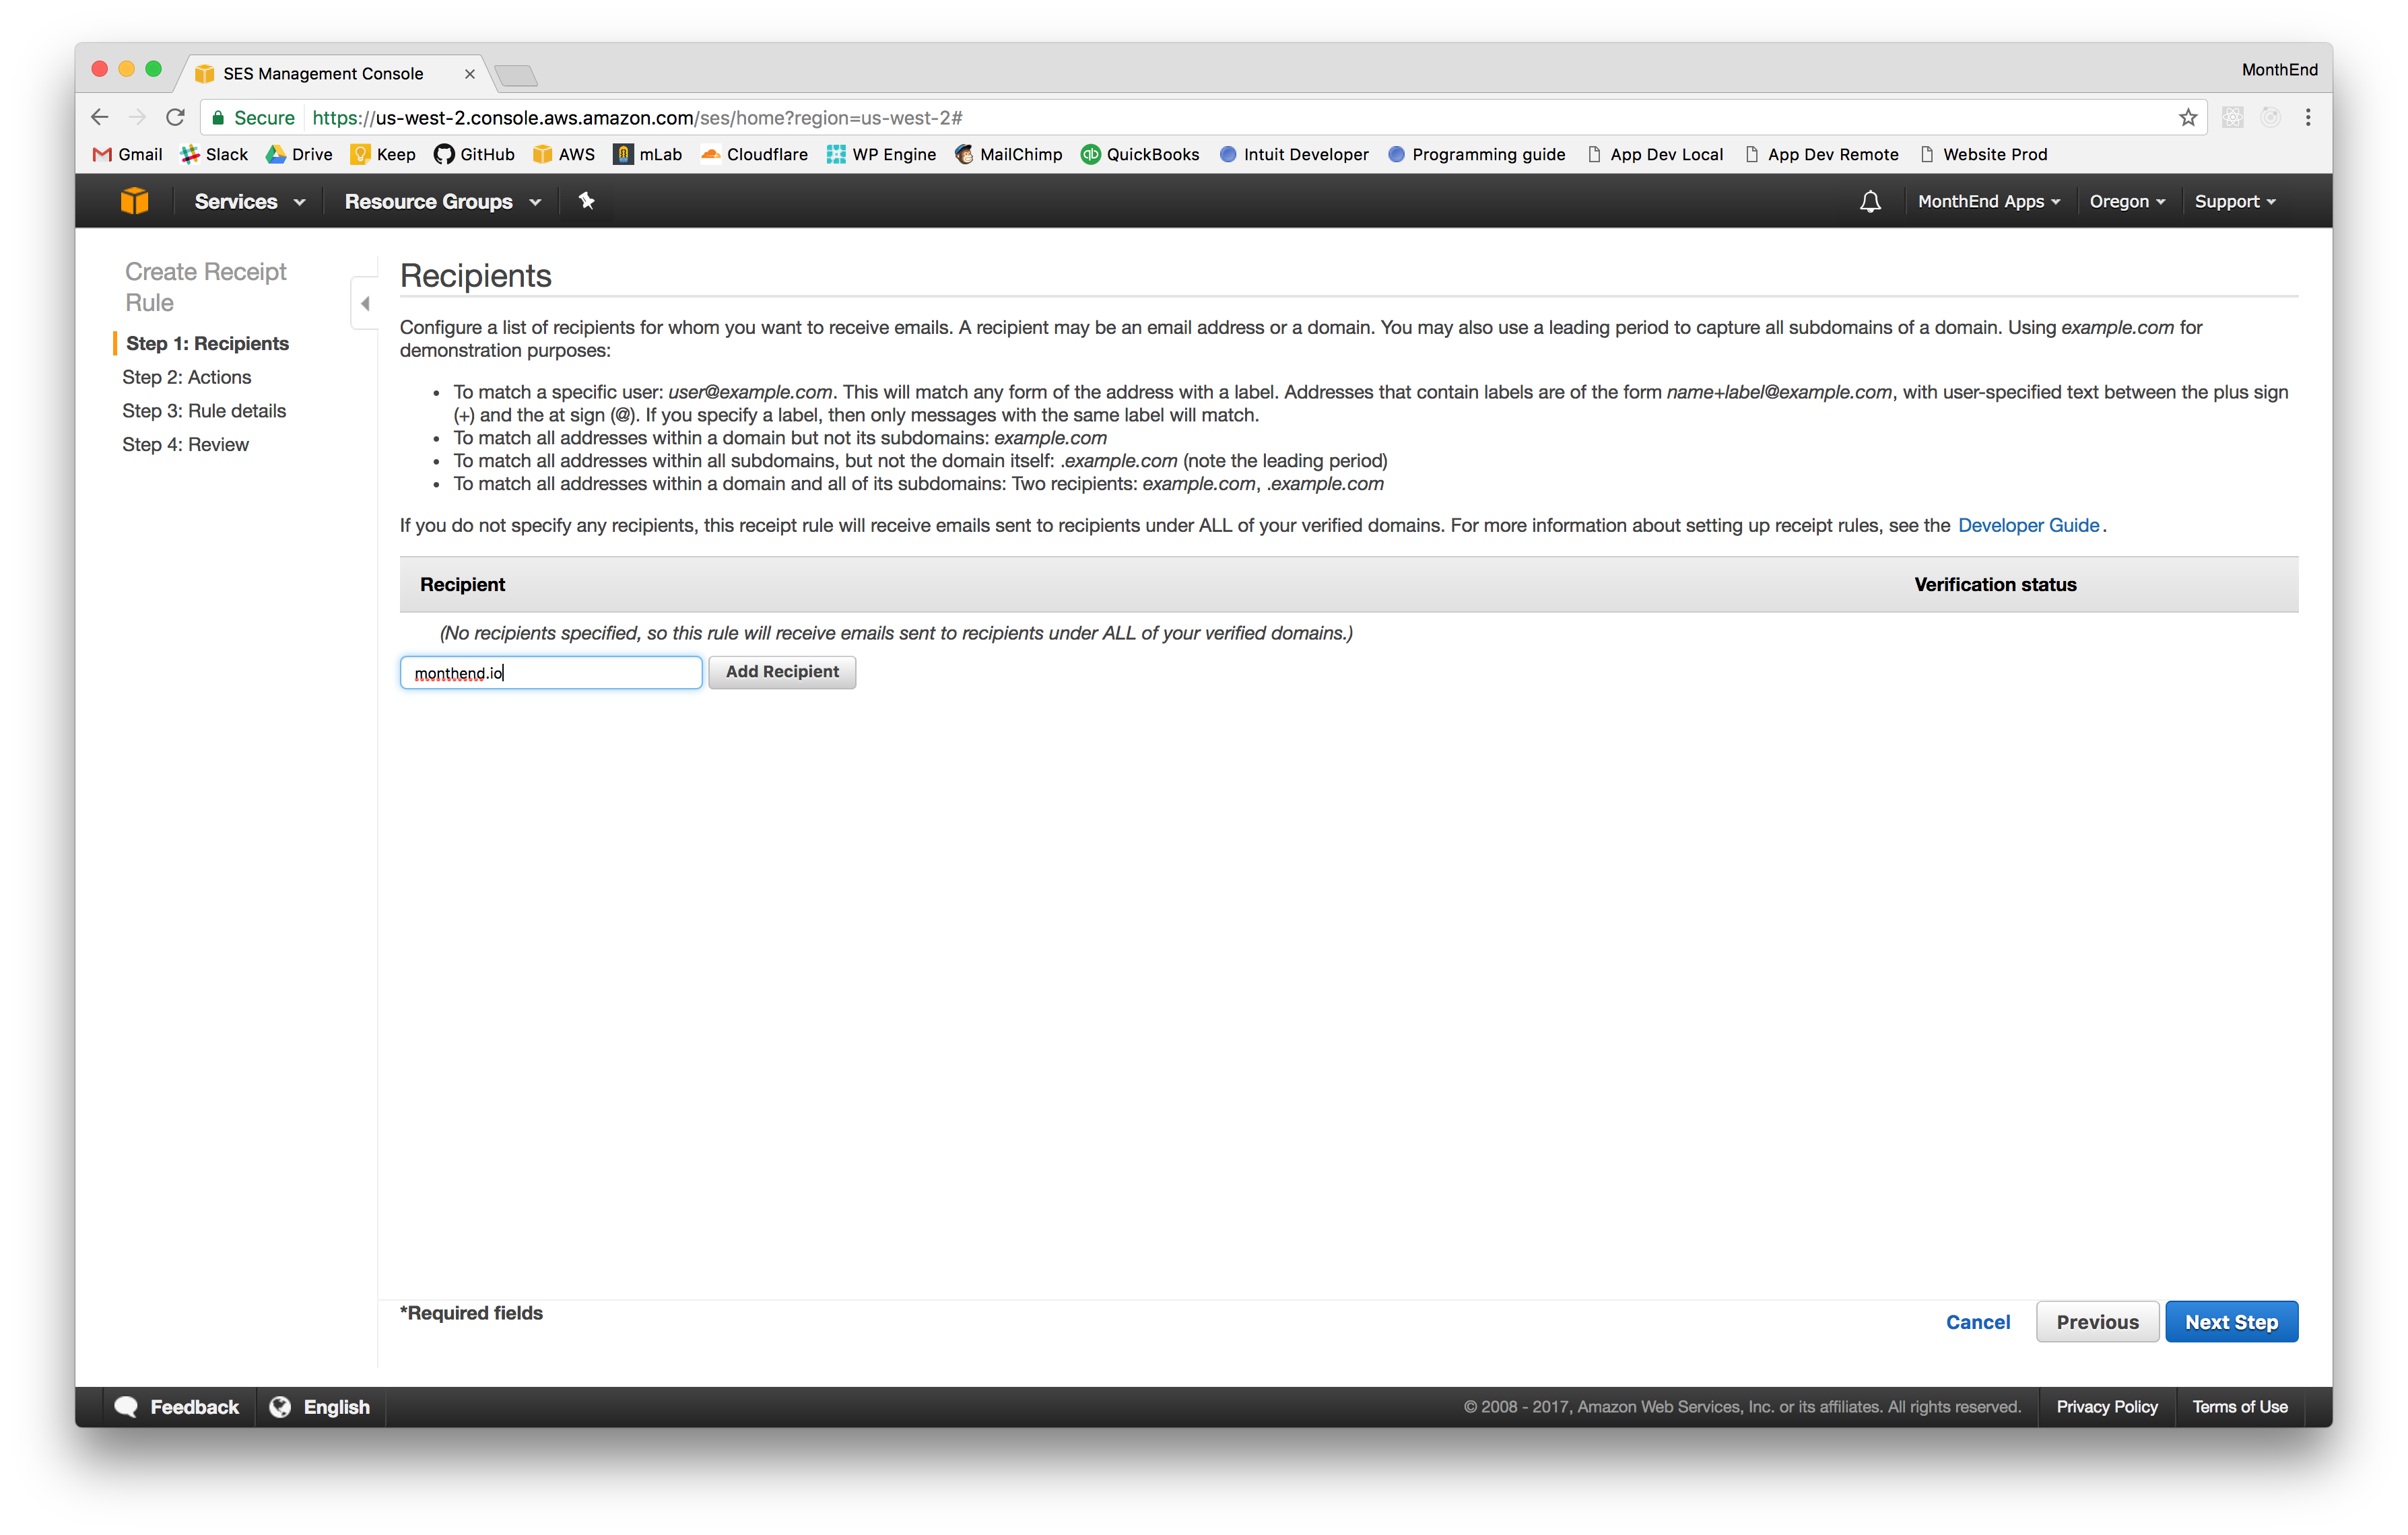 SES Management Console
MonthEnd
Secure https://us-west-2.console.aws.amazon.com/ses/home?region=us-west-2#
Gmail Slack Drive Keep GitHub AWS mLab Cloudflare WP Engine MailChimp QuickBooks Intuit Developer Programming guide App Dev Local App Dev Remote Website Prod
Services Resource Groups MonthEnd Apps Oregon Support
Create Receipt
Rule
Step 1: Recipients
Step 2: Actions
Step 3: Rule details
Step 4: Review
Recipients
Configure a list of recipients for whom you want to receive emails. A recipient may be an email address or a domain. You may also use a leading period to capture all subdomains of a domain. Using example.com for
demonstration purposes:
• To match a specific user: user@example.com. This will match any form of the address with a label. Addresses that contain labels are of the form name+label@example.com, with user-specified text between the plus sign
(+) and the at sign (@). If you specify a label, then only messages with the same label will match.
• To match all addresses within a domain but not its subdomains: example.com
• To match all addresses within all subdomains, but not the domain itself: .example.com (note the leading period)
• To match all addresses within a domain and all of its subdomains: Two recipients: example.com, .example.com
If you do not specify any recipients, this receipt rule will receive emails sent to recipients under ALL of your verified domains. For more information about setting up receipt rules, see the Developer Guide.
Recipient Verification status
(No recipients specified, so this rule will receive emails sent to recipients under ALL of your verified domains.)
monthend.io Add Recipient
*Required fields
Cancel Previous Next Step
Feedback English © 2008 - 2017, Amazon Web Services, Inc. or its affiliates. All rights reserved. Privacy Policy Terms of Use